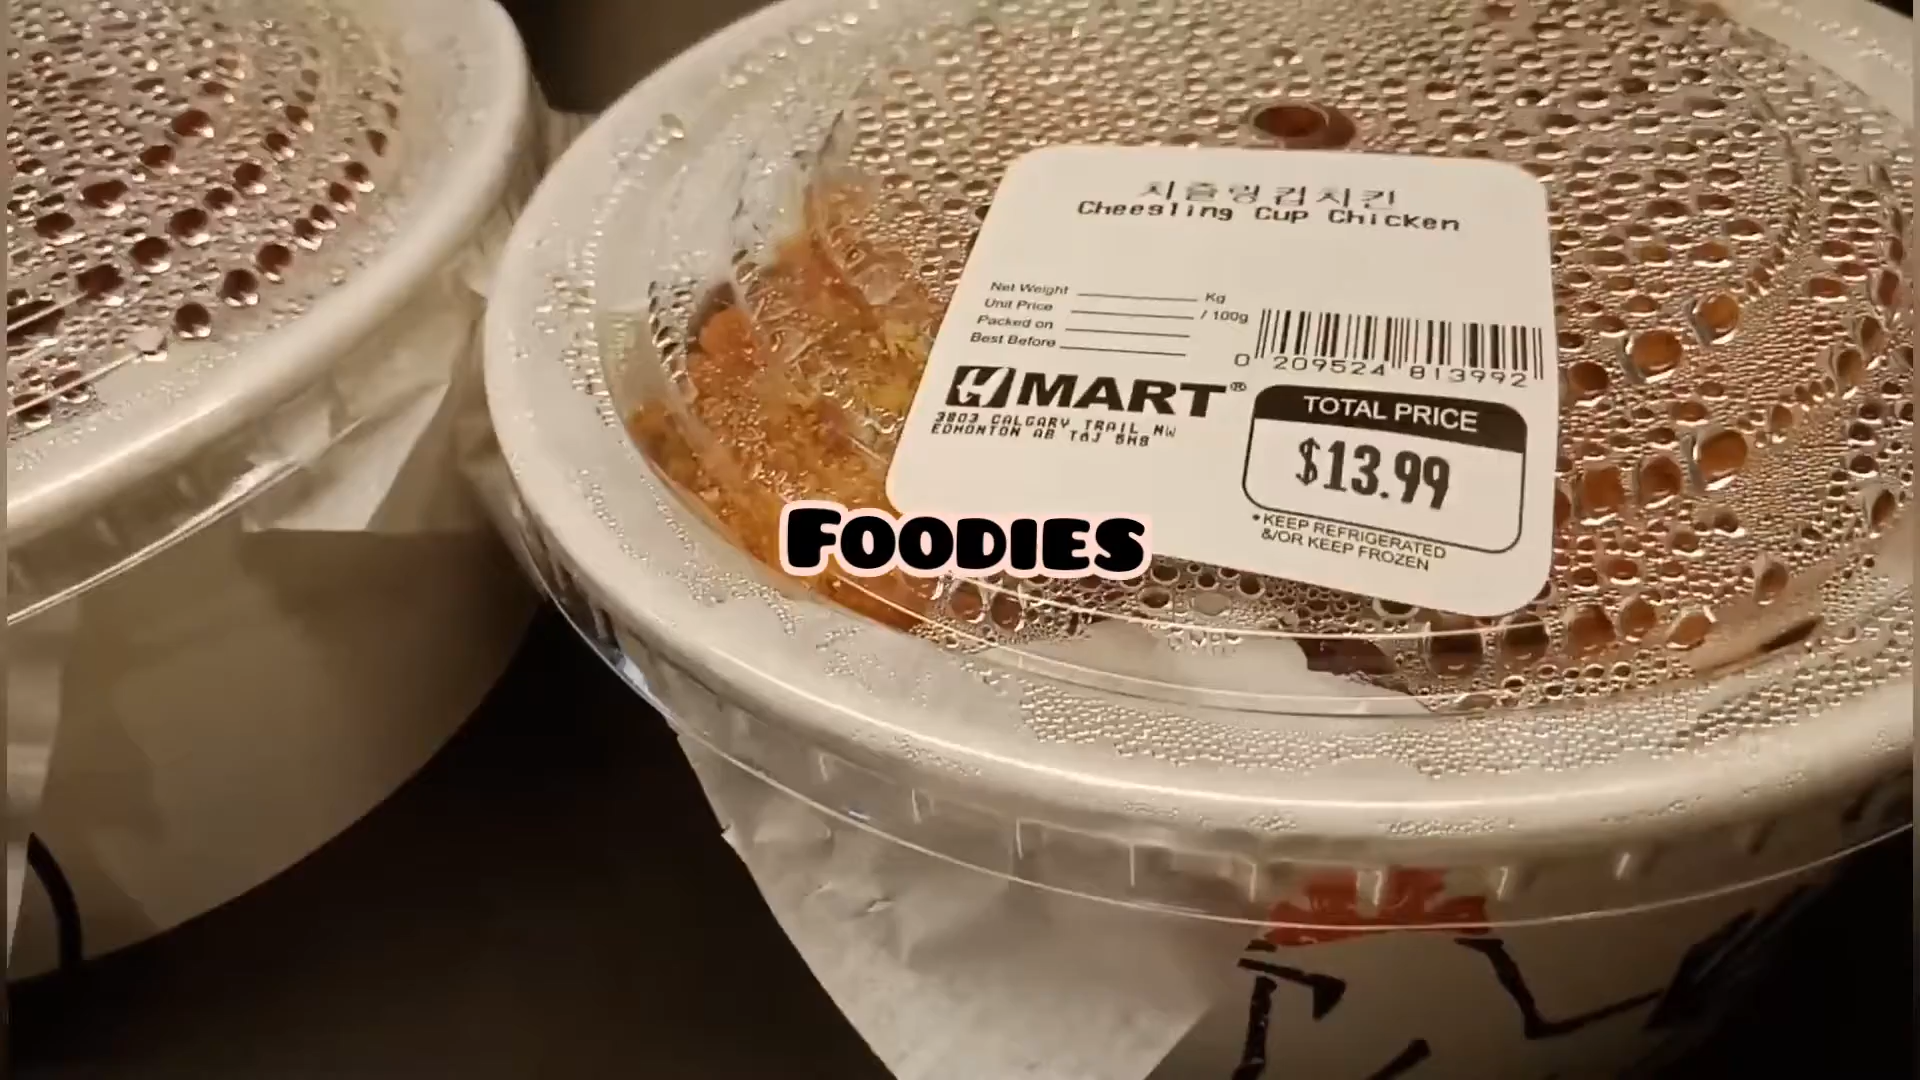 치즐링컵치킨
Cheesling Cup Chicken
Net Weight Kg
Unit Price / 100g
Packed on
Best Before
0 209524 813992
H MART®
3803 CALGARY TRAIL NW
EDMONTON AB T6J 5M8
TOTAL PRICE
$13.99
*KEEP REFRIGERATED
&/OR KEEP FROZEN
FOODIES